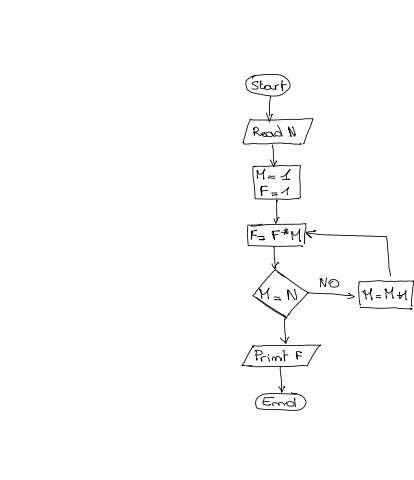 Start
Read N
M = 1
F = 1
F = F * M
M = N
NO
M = M + 1
Print F
End